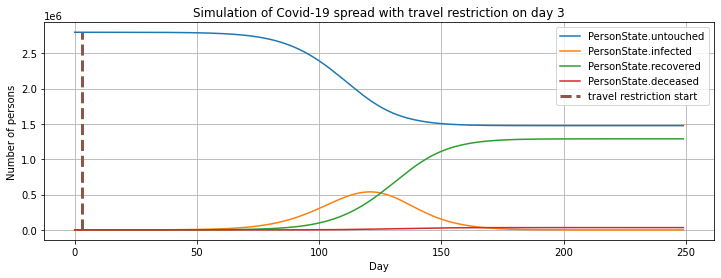 Simulation of Covid-19 spread with travel restriction on day 3
1e6
PersonState.untouched
PersonState.infected
PersonState.recovered
PersonState.deceased
travel restriction start
Number of persons
2.5
2.0
1.5
1.0
0.5
0.0
0 50 100 150 200 250
Day